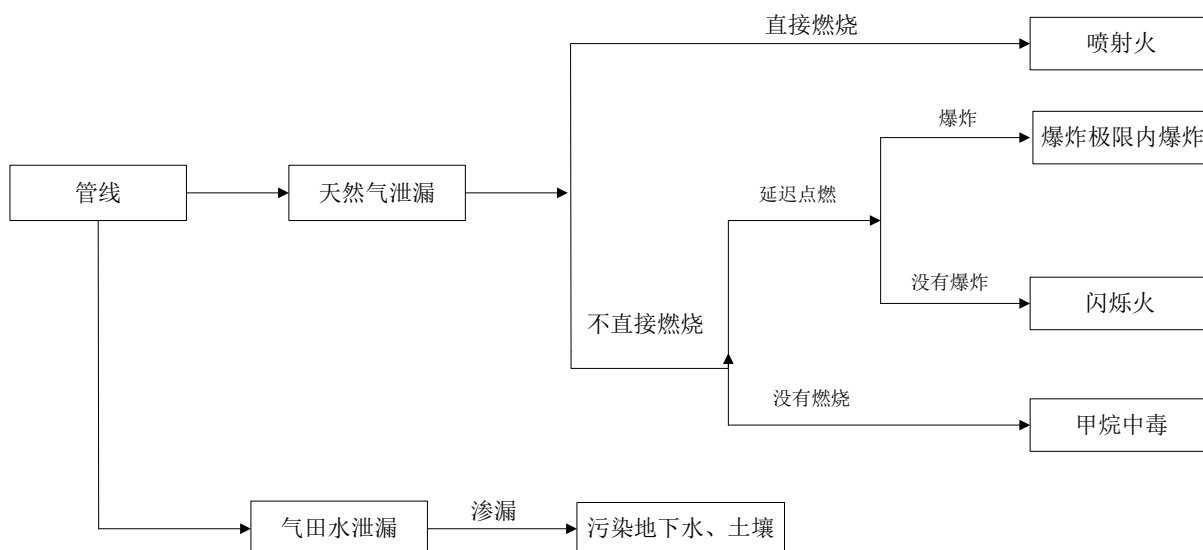 直接燃烧
喷射火
爆炸
爆炸极限内爆炸
管线
天然气泄漏
延迟点燃
没有爆炸
闪烁火
不直接燃烧
没有燃烧
甲烷中毒
气田水泄漏
渗漏
污染地下水、土壤